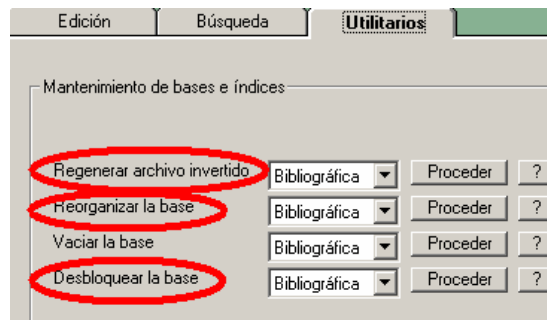 Edición Búsqueda Utilitarios
Mantenimiento de bases e índices
Regenerar archivo invertido Bibliográfica Proceder ?
Reorganizar la base Bibliográfica Proceder ?
Vaciar la base Bibliográfica Proceder ?
Desbloquear la base Bibliográfica Proceder ?